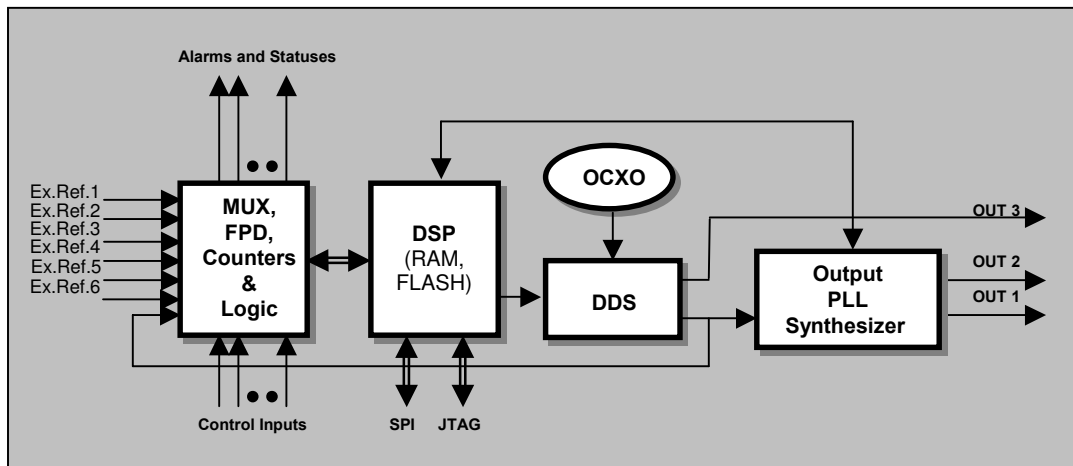 Alarms and Statuses
Ex.Ref.1
Ex.Ref.2
Ex.Ref.3
Ex.Ref.4
Ex.Ref.5
Ex.Ref.6
MUX,
FPD,
Counters
&
Logic
DSP
(RAM,
FLASH)
OCXO
DDS
Output
PLL
Synthesizer
OUT 3
OUT 2
OUT 1
Control Inputs
SPI
JTAG